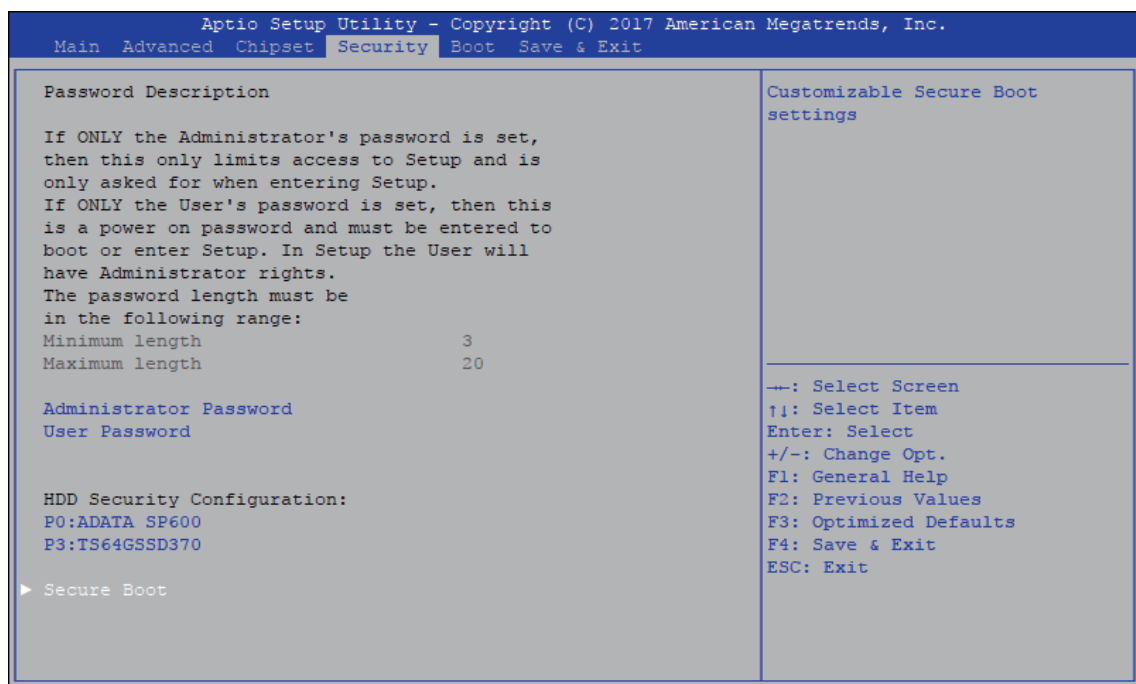 Aptio Setup Utility - Copyright (C) 2017 American Megatrends, Inc.
Main Advanced Chipset Security Boot Save & Exit
Password Description
If ONLY the Administrator's password is set,
then this only limits access to Setup and is
only asked for when entering Setup.
If ONLY the User's password is set, then this
is a power on password and must be entered to
boot or enter Setup. In Setup the User will
have Administrator rights.
The password length must be
in the following range:
Minimum length 3
Maximum length 20
Administrator Password
User Password
HDD Security Configuration:
P0:ADATA SP600
P3:TS64GSSD370
► Secure Boot
Customizable Secure Boot
settings
→←: Select Screen
↑↓: Select Item
Enter: Select
+/-: Change Opt.
F1: General Help
F2: Previous Values
F3: Optimized Defaults
F4: Save & Exit
ESC: Exit